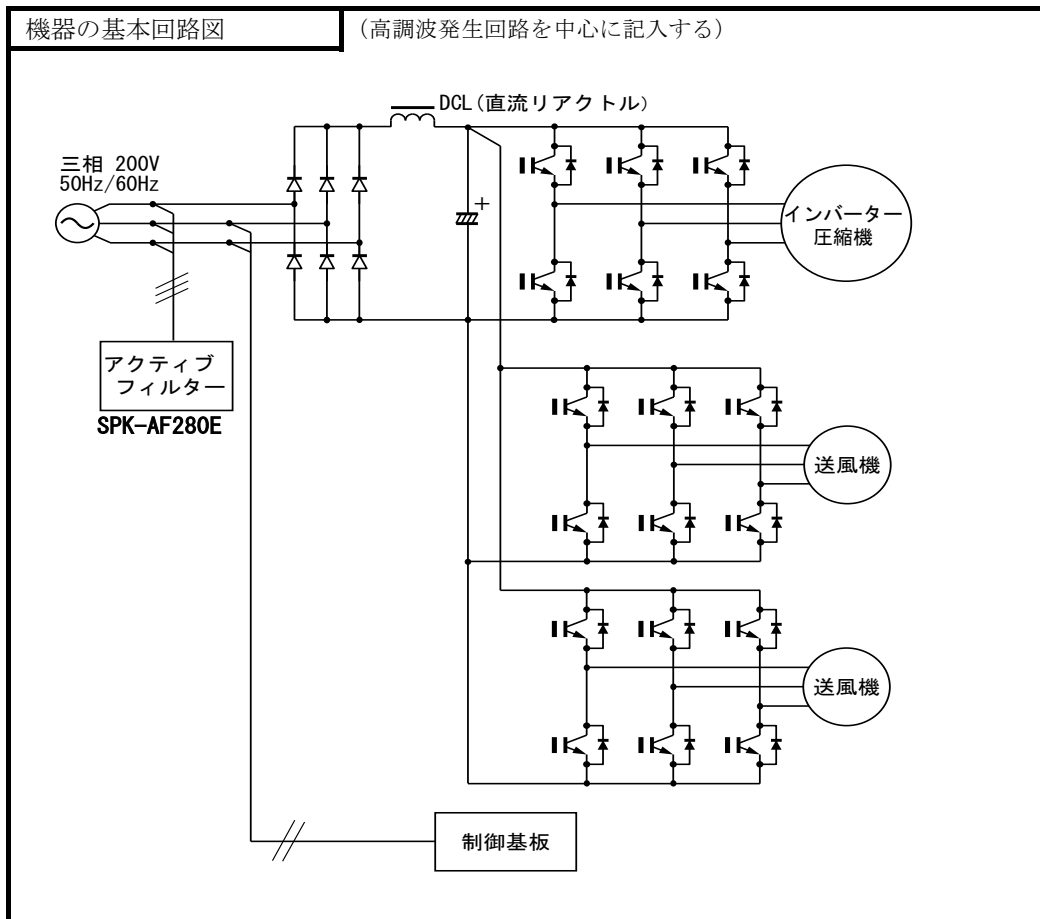 機器の基本回路図
(高調波発生回路を中心に記入する)
DCL(直流リアクトル)
三相 200V
50Hz/60Hz
+
インバーター
圧縮機
アクティブ
フィルター
SPK-AF280E
送風機
送風機
制御基板